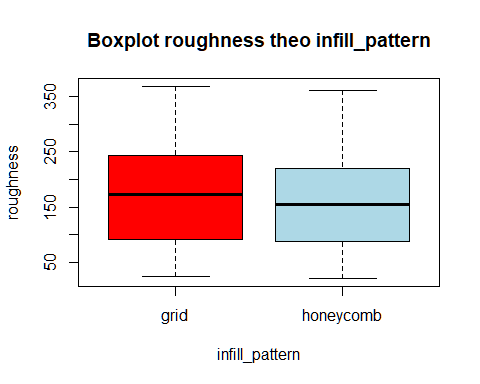 Boxplot roughness theo infill_pattern
roughness
350
250
150
50
grid honeycomb
infill_pattern